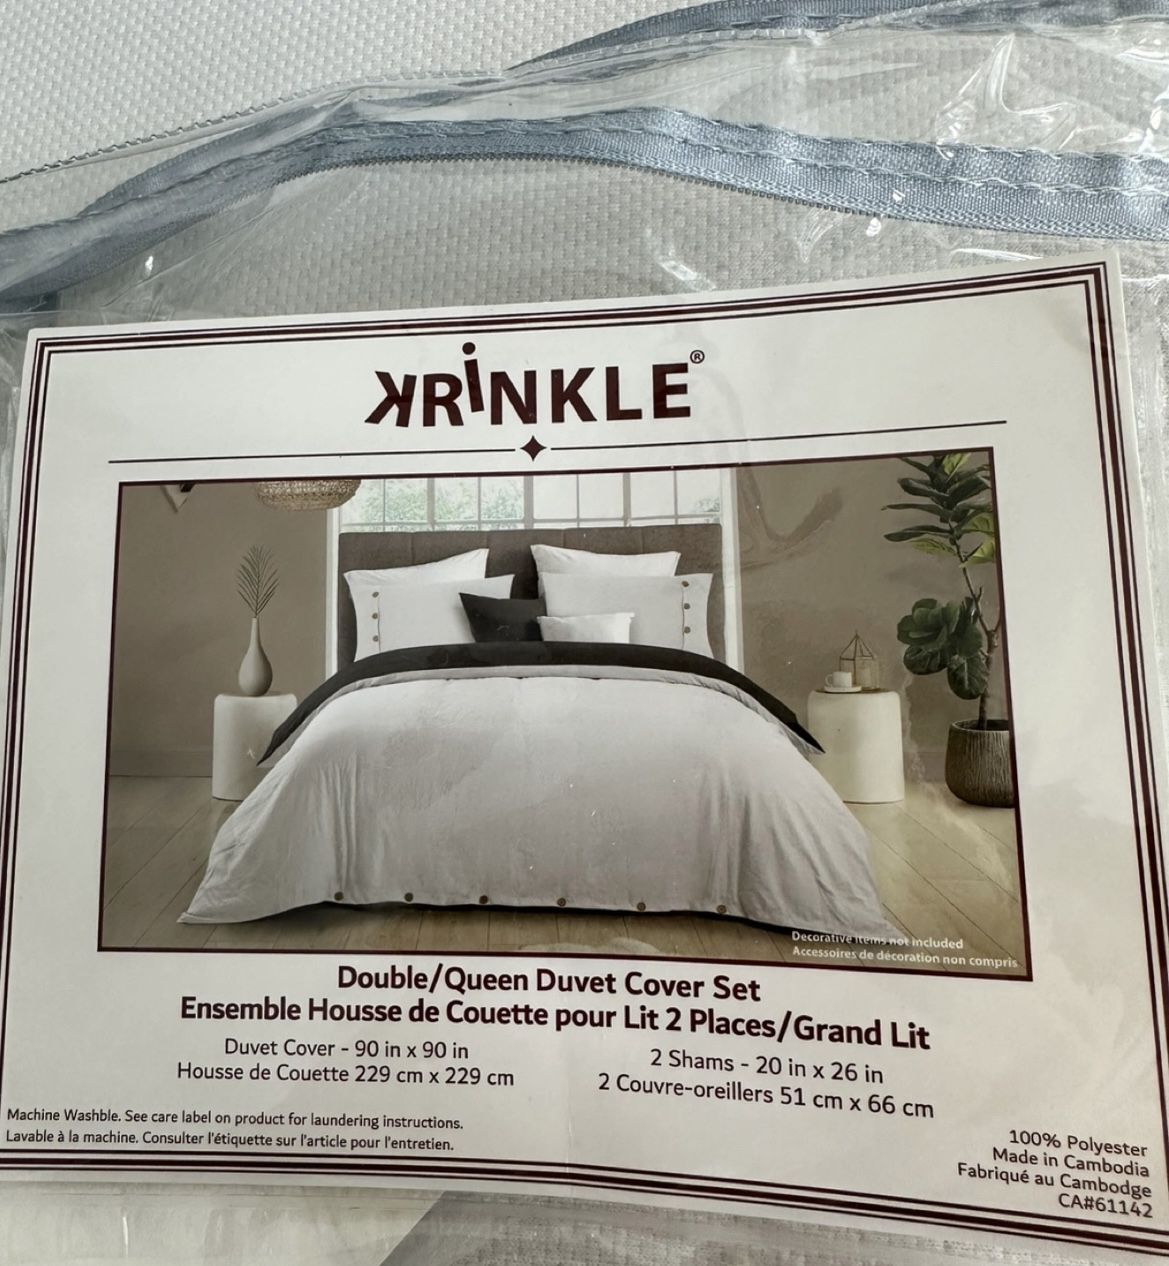 KRiNKLE®
Decorative items not included
Accessoires de décoration non compris
Double/Queen Duvet Cover Set
Ensemble Housse de Couette pour Lit 2 Places/Grand Lit
Duvet Cover - 90 in x 90 in
Housse de Couette 229 cm x 229 cm
2 Shams - 20 in x 26 in
2 Couvre-oreillers 51 cm x 66 cm
Machine Washble. See care label on product for laundering instructions.
Lavable à la machine. Consulter l'étiquette sur l'article pour l'entretien.
100% Polyester
Made in Cambodia
Fabriqué au Cambodge
CA#61142